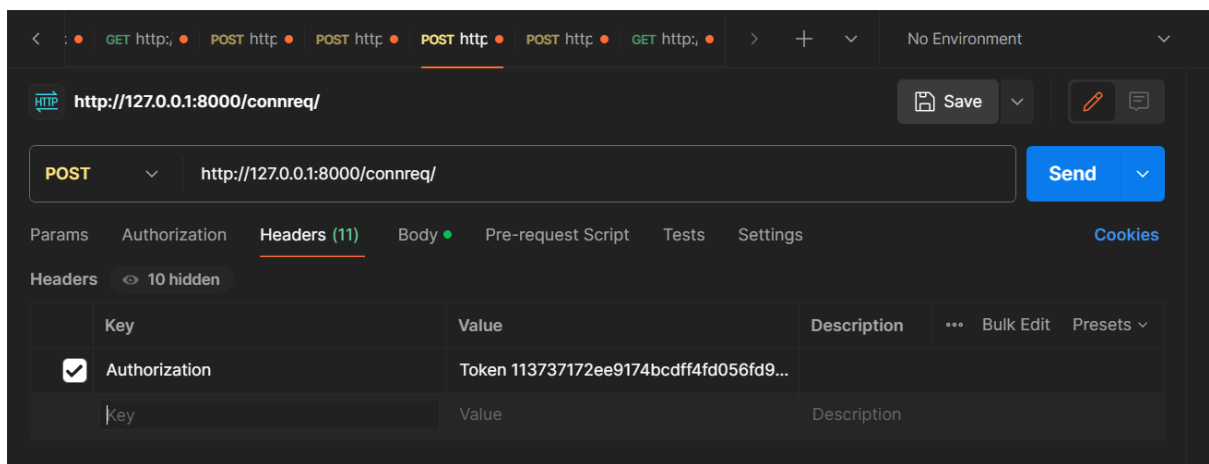 : GET http:, POST http POST http POST http POST http GET http:, No Environment
HTTP http://127.0.0.1:8000/connreq/ Save
POST http://127.0.0.1:8000/connreq/ Send
Params Authorization Headers (11) Body Pre-request Script Tests Settings Cookies
Headers 10 hidden
Key Value Description Bulk Edit Presets
Authorization Token 113737172ee9174bcdff4fd056fd9...
Key Value Description